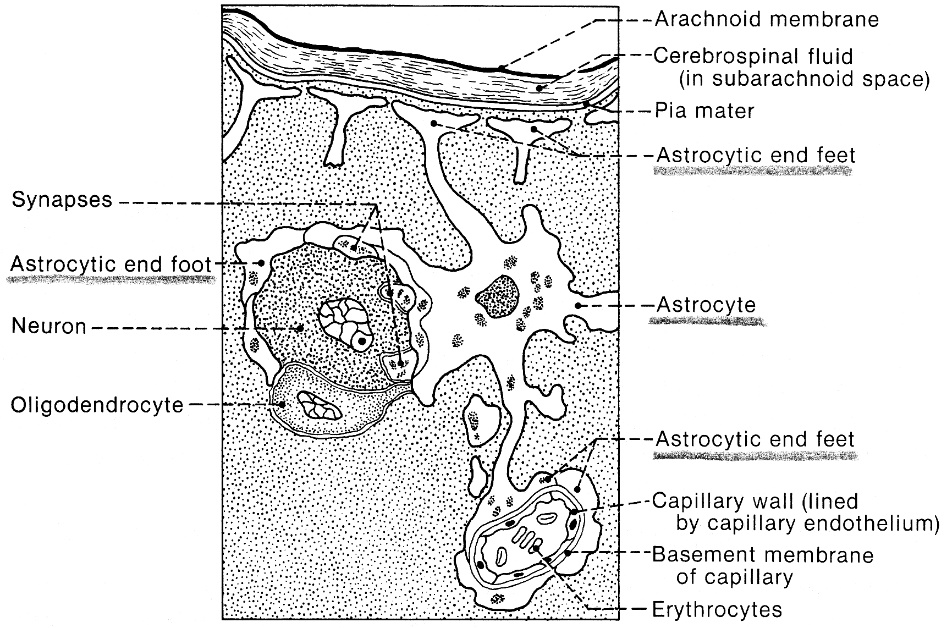 Arachnoid membrane
Cerebrospinal fluid
(in subarachnoid space)
Pia mater
Astrocytic end feet
Synapses
Astrocytic end foot
Neuron
Oligodendrocyte
Astrocyte
Astrocytic end feet
Capillary wall (lined
by capillary endothelium)
Basement membrane
of capillary
Erythrocytes